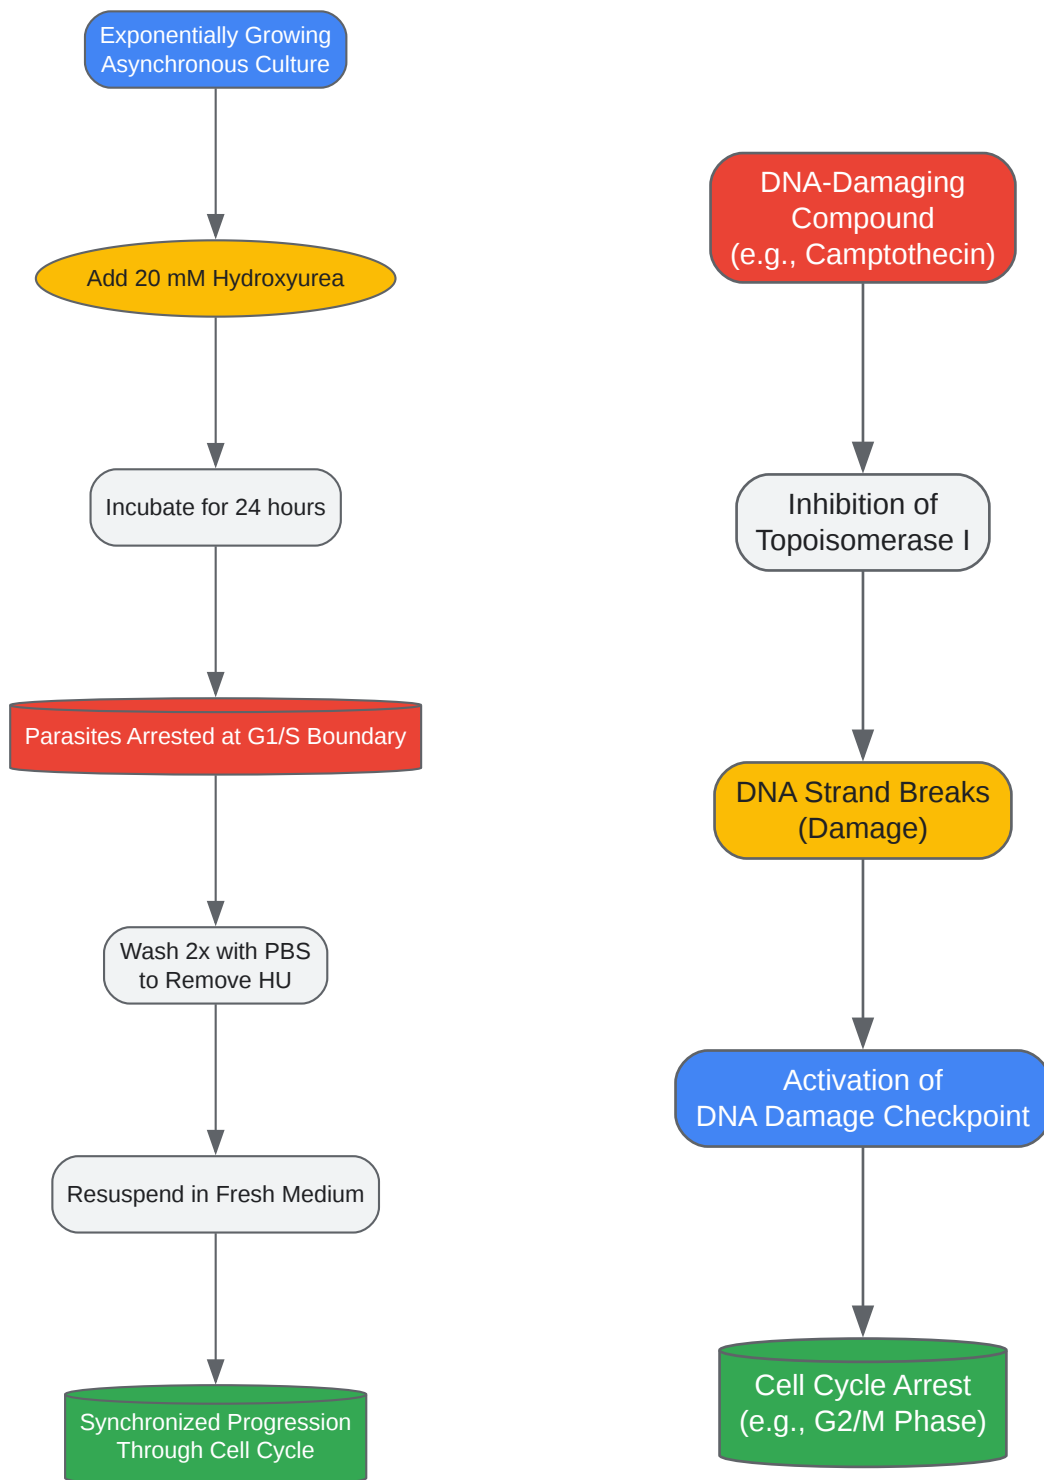 Exponentially Growing
Asynchronous Culture
Add 20 mM Hydroxyurea
Incubate for 24 hours
Parasites Arrested at G1/S Boundary
Wash 2x with PBS
to Remove HU
Resuspend in Fresh Medium
Synchronized Progression
Through Cell Cycle
DNA-Damaging
Compound
(e.g., Camptothecin)
Inhibition of
Topoisomerase I
DNA Strand Breaks
(Damage)
Activation of
DNA Damage Checkpoint
Cell Cycle Arrest
(e.g., G2/M Phase)